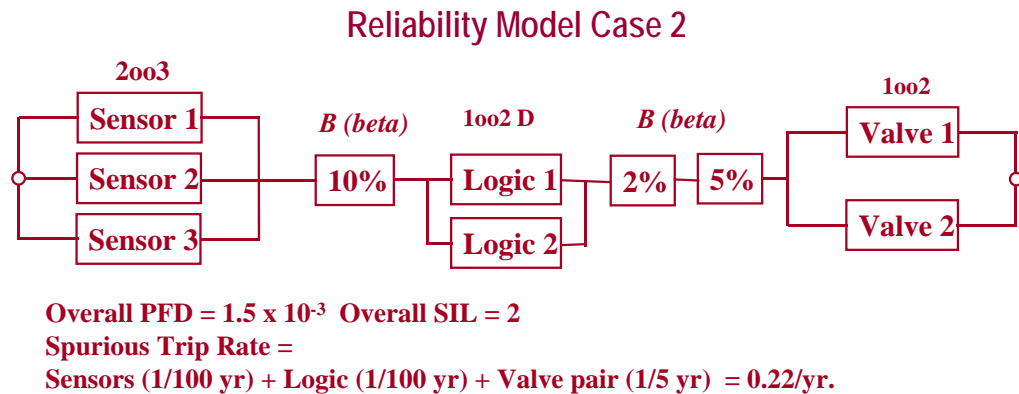 Reliability Model Case 2
2oo3
Sensor 1
Sensor 2
Sensor 3
B (beta)
10%
1oo2 D
Logic 1
Logic 2
B (beta)
2%
5%
1oo2
Valve 1
Valve 2
Overall PFD = 1.5 x 10⁻³ Overall SIL = 2
Spurious Trip Rate =
Sensors (1/100 yr) + Logic (1/100 yr) + Valve pair (1/5 yr) = 0.22/yr.